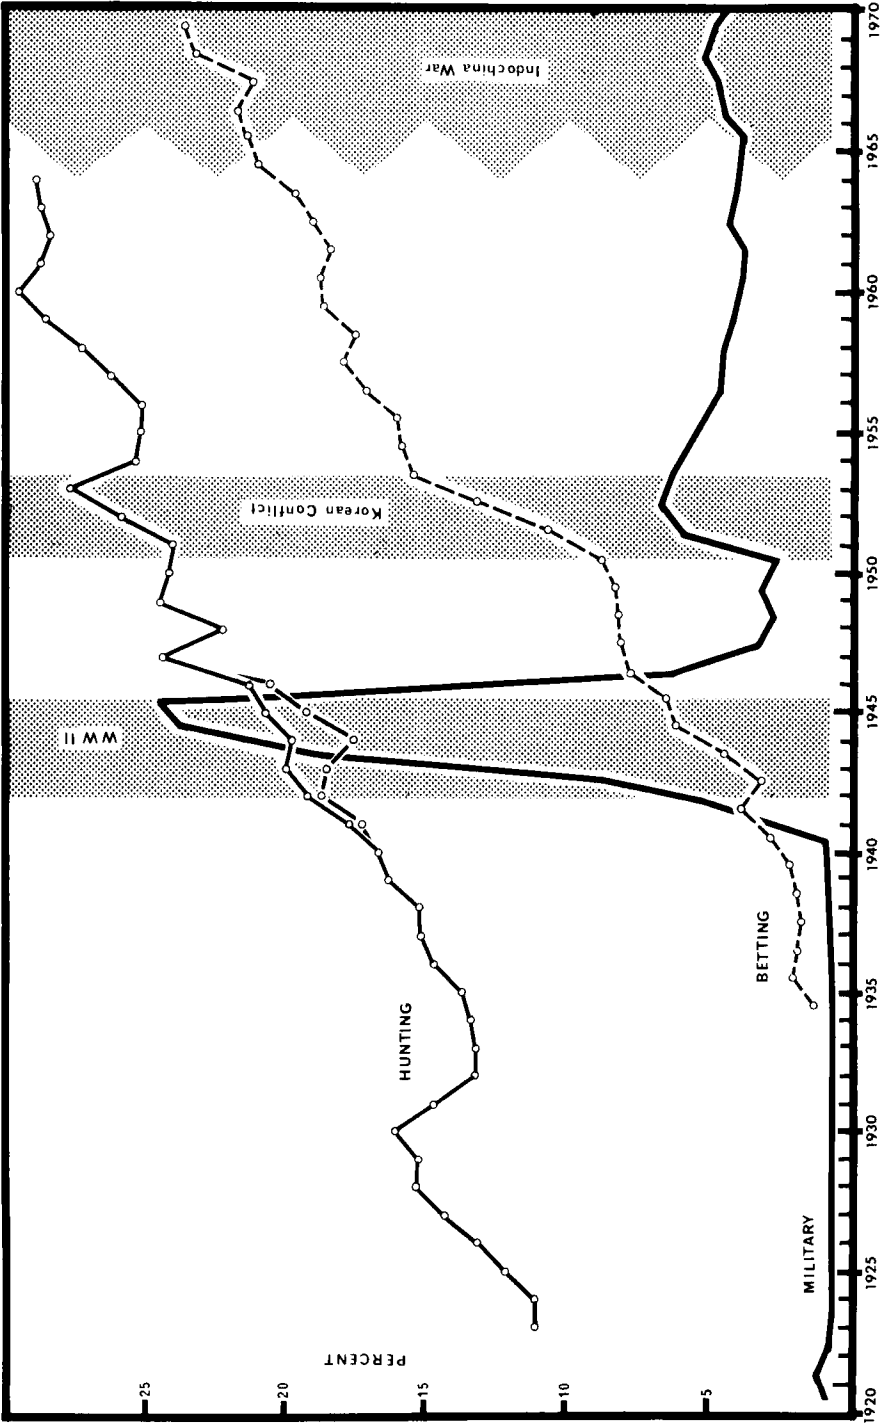 PERCENT
25
20
15
10
5
1920
1925
1930
1935
1940
1945
1950
1955
1960
1965
1970
HUNTING
BETTING
MILITARY
WW II
Korean Conflict
Indochina War